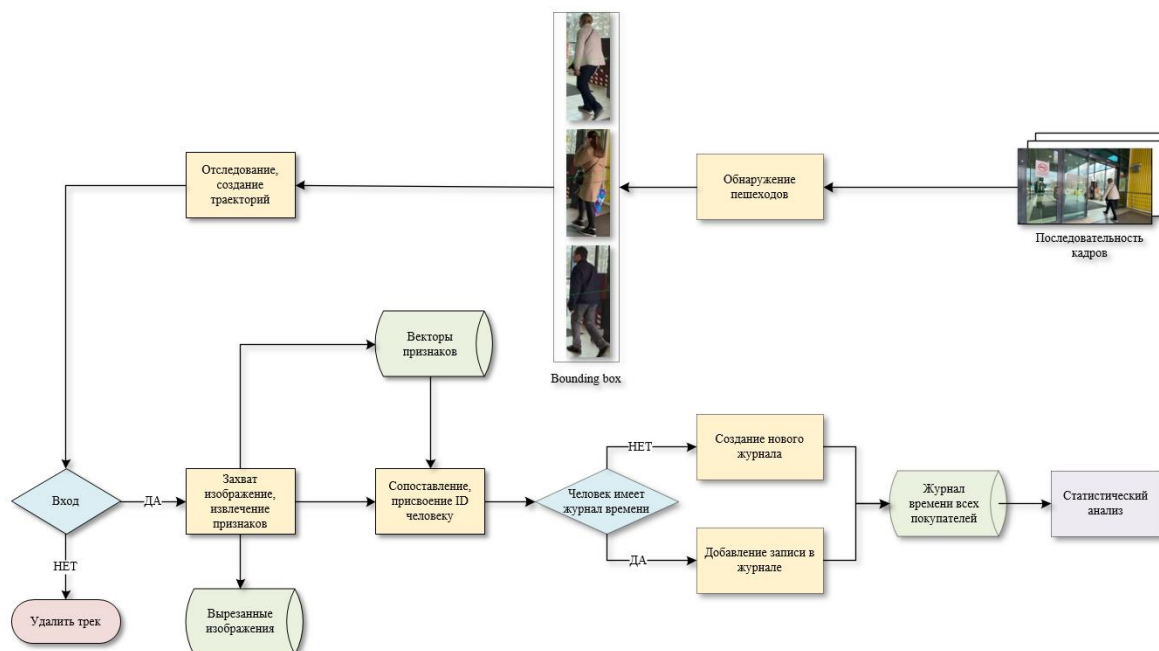 Отследование,
создание
траекторий
Обнаружение
пешеходов
Последовательность
кадров
Bounding box
Векторы
признаков
Вход
ДА
НЕТ
Удалить трек
Захват
изображение,
извлечение
признаков
Вырезанные
изображения
Сопоставление,
присвоение ID
человеку
Человек имеет
журнал времени
НЕТ
ДА
Создание нового
журнала
Добавление записи в
журнале
Журнал
времени всех
покупателей
Статистический
анализ